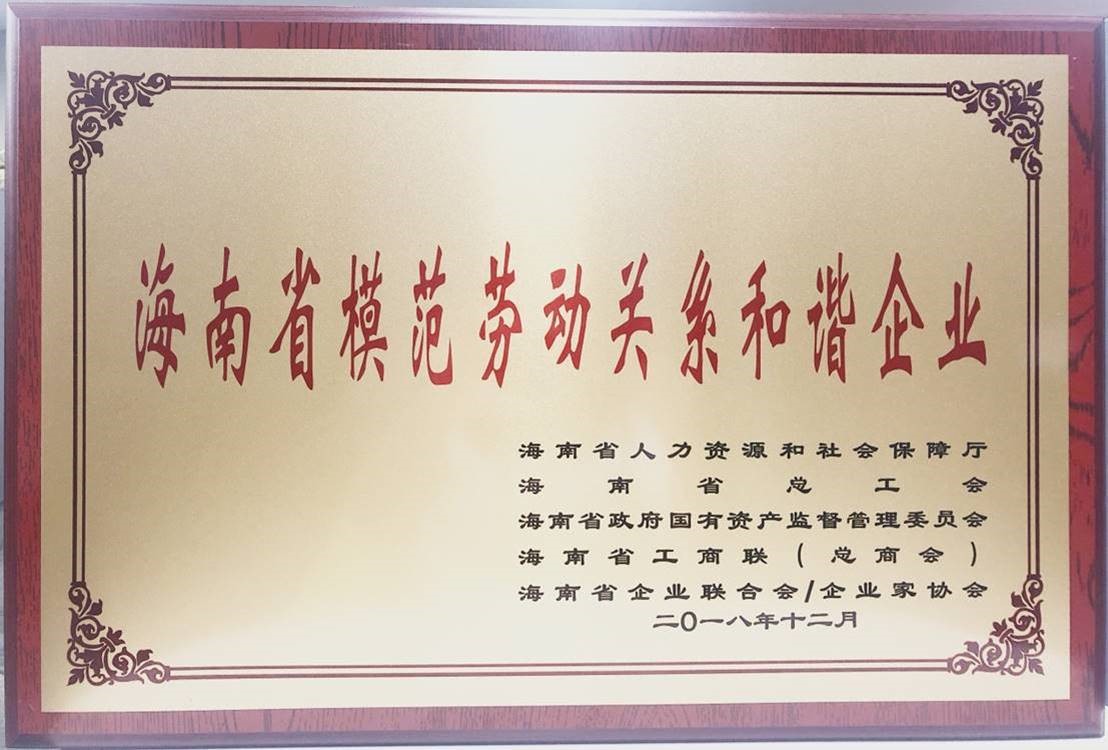 海南省模范劳动关系和谐企业
海南省人力资源和社会保障厅
海南省总工会
海南省政府国有资产监督管理委员会
海南省工商联(总商会)
海南省企业联合会/企业家协会
二〇一八年十二月